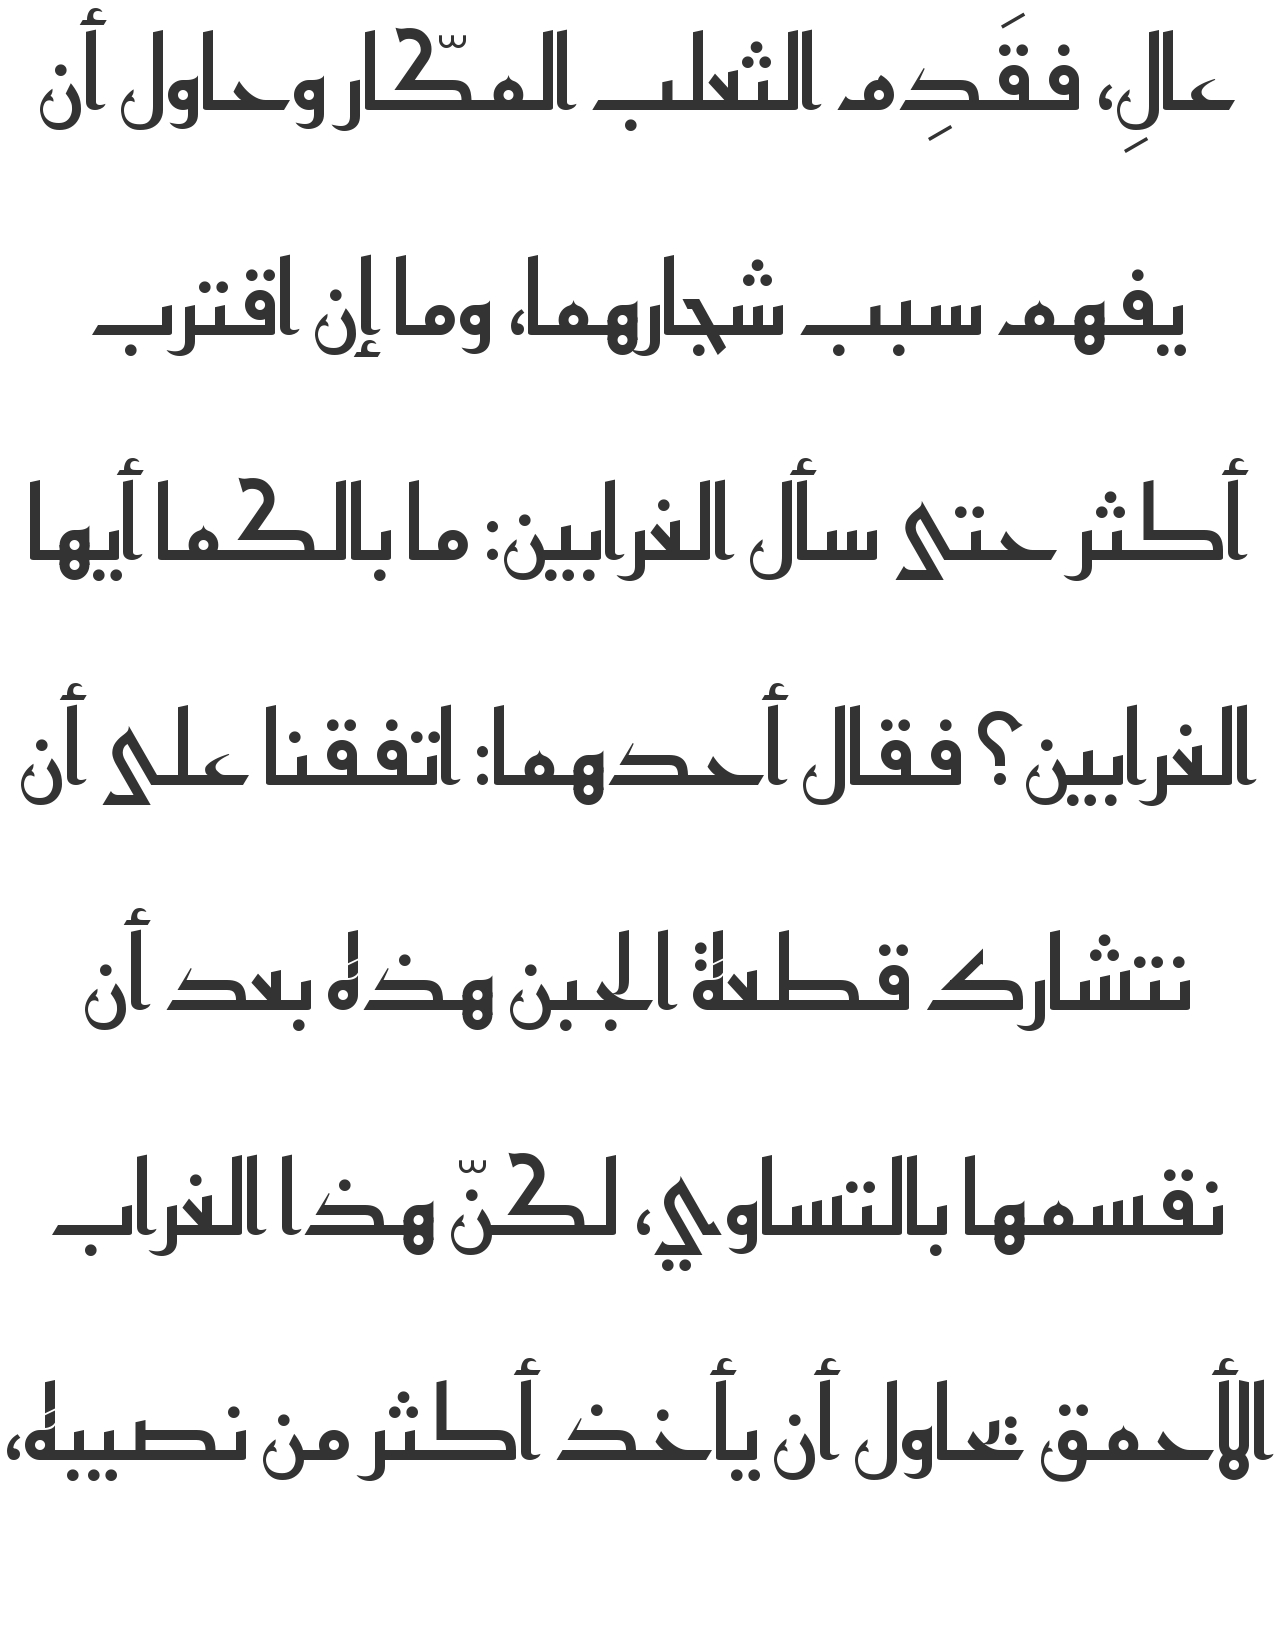 عالِ، فقَدِم الثعلب المكّار وحاول أن
يفهم سبب شجارهما، وما إن اقترب
أكثر حتى سأل الغرابين: ما بالكما أيها
الغرابين؟ فقال أحدهما: اتفقنا على أن
نتشارك قطعة الجبن هذه بعد أن
نقسمها بالتساوي، لكنّ هذا الغراب
الأحمق يحاول أن يأخذ أكثر من نصيبه،